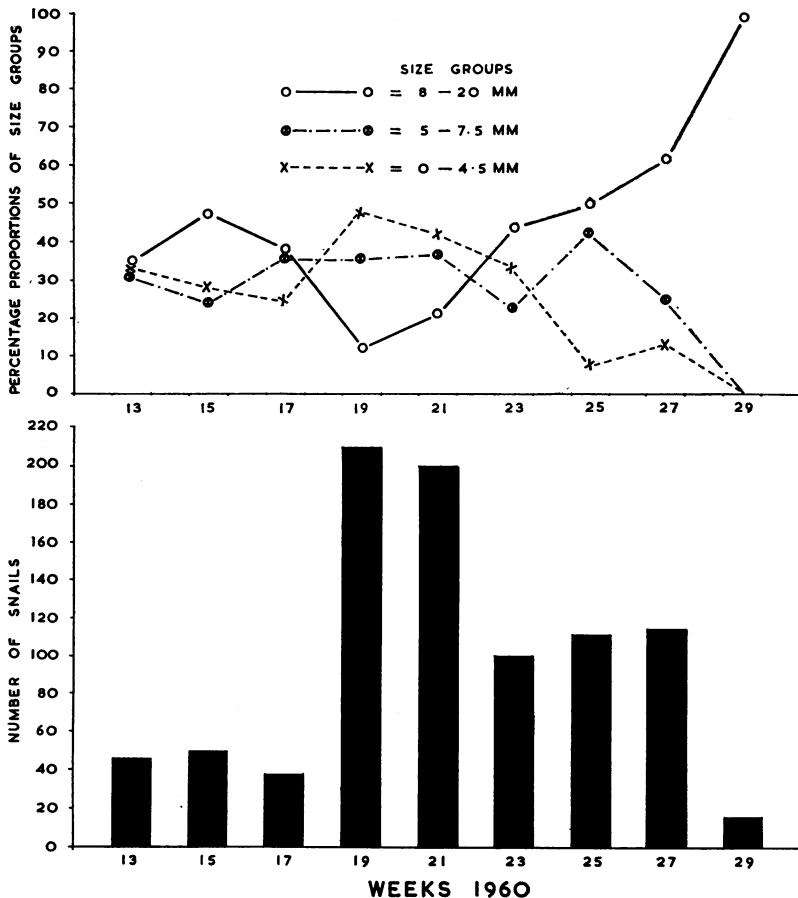 PERCENTAGE PROPORTIONS OF SIZE GROUPS
100
90
80
70
60
50
40
30
20
10
0
SIZE GROUPS
= 8 – 20 MM
= 5 – 7·5 MM
= 0 – 4·5 MM
13 15 17 19 21 23 25 27 29
NUMBER OF SNAILS
220
200
180
160
140
120
100
80
60
40
20
0
13 15 17 19 21 23 25 27 29
WEEKS 1960